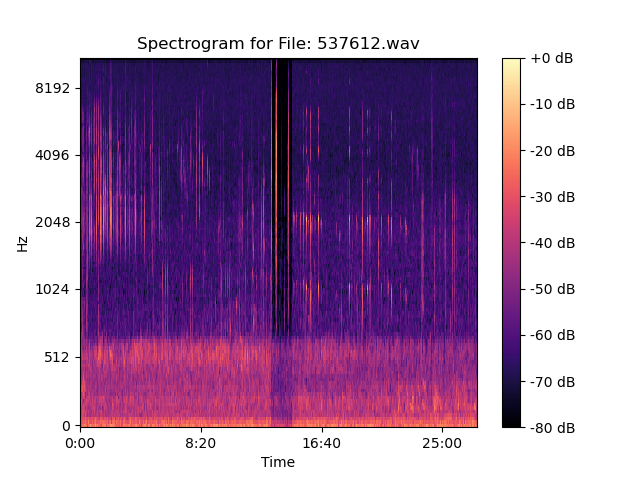 Spectrogram for File: 537612.wav
Hz
8192
4096
2048
1024
512
0
0:00 8:20 16:40 25:00
Time
+0 dB
-10 dB
-20 dB
-30 dB
-40 dB
-50 dB
-60 dB
-70 dB
-80 dB